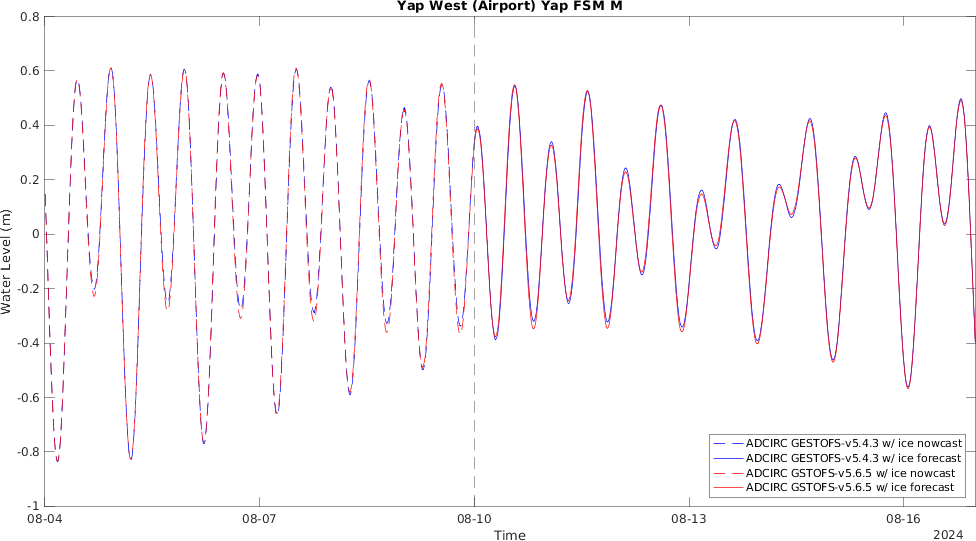 Yap West (Airport) Yap FSM M
0.8
0.6
0.4
0.2
0
-0.2
-0.4
-0.6
-0.8
-1
Water Level (m)
08-04
08-07
08-10
08-13
08-16
Time
2024
ADCIRC GESTOFS-v5.4.3 w/ ice nowcast
ADCIRC GESTOFS-v5.4.3 w/ ice forecast
ADCIRC GSTOFS-v5.6.5 w/ ice nowcast
ADCIRC GSTOFS-v5.6.5 w/ ice forecast